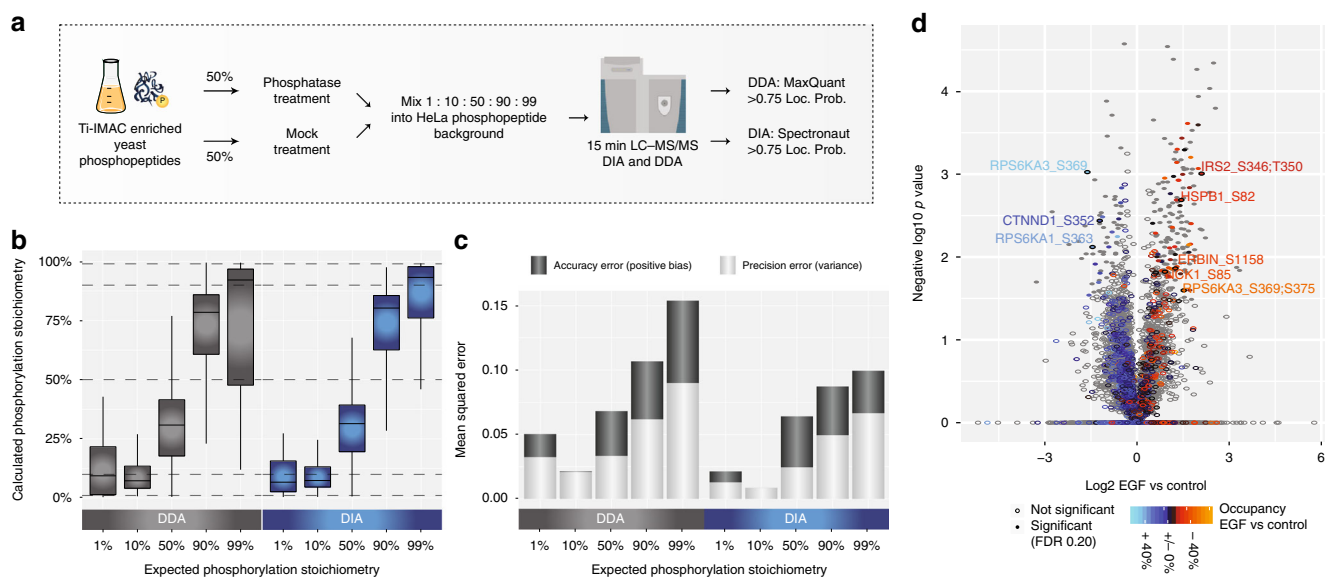 a
50%
50%
P
Ti-IMAC enriched
yeast
phosphopeptides
Phosphatase
treatment
Mock
treatment
Mix 1 : 10 : 50 : 90 : 99
into HeLa phosphopeptide
background
15 min LC–MS/MS
DIA and DDA
DDA: MaxQuant
>0.75 Loc. Prob.
DIA: Spectronaut
>0.75 Loc. Prob.
b
Calculated phosphorylation stoichiometry
100%
75%
50%
25%
0%
DDA
DIA
1% 10% 50% 90% 99% 1% 10% 50% 90% 99%
Expected phosphorylation stoichiometry
c
Accuracy error (positive bias)
Precision error (variance)
Mean squared error
0.15
0.10
0.05
0.00
DDA
DIA
1% 10% 50% 90% 99% 1% 10% 50% 90% 99%
Expected phosphorylation stoichiometry
d
Negative log10 p value
4
3
2
1
0
RPS6KA3_S369
IRS2_S346;T350
HSPB1_S82
CTNND1_S352
RPS6KA1_S363
ERBIN_S1158
CK1_S85
RPS6KA3_S369;S375
−3 0 3 6
Log2 EGF vs control
Not significant
Significant
(FDR 0.20)
Occupancy
EGF vs control
+ 40%
+/− 0%
− 40%